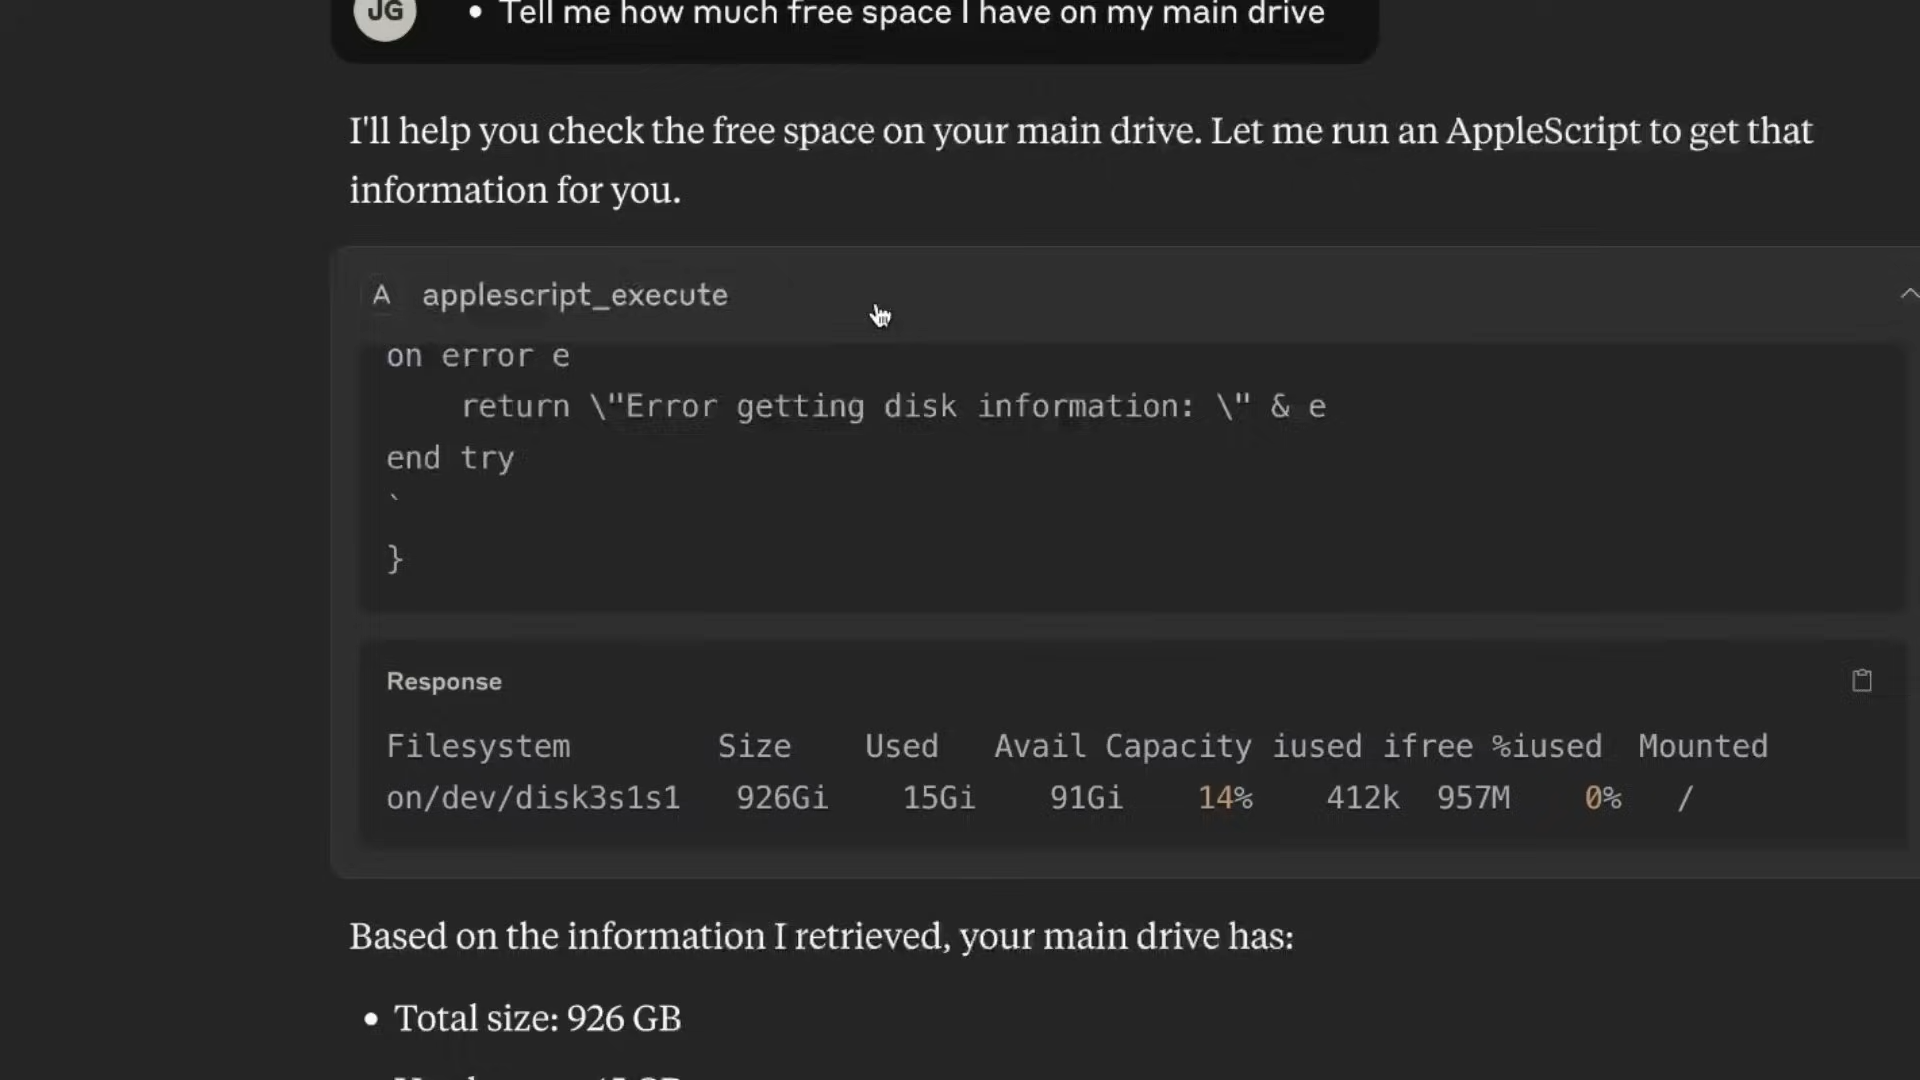 JG
• Tell me how much free space I have on my main drive
I'll help you check the free space on your main drive. Let me run an AppleScript to get that
information for you.
A applescript_execute
on error e
return \"Error getting disk information: \" & e
end try
`
}
Response
Filesystem Size Used Avail Capacity iused ifree %iused Mounted
on/dev/disk3s1s1 926Gi 15Gi 91Gi 14% 412k 957M 0% /
Based on the information I retrieved, your main drive has:
• Total size: 926 GB